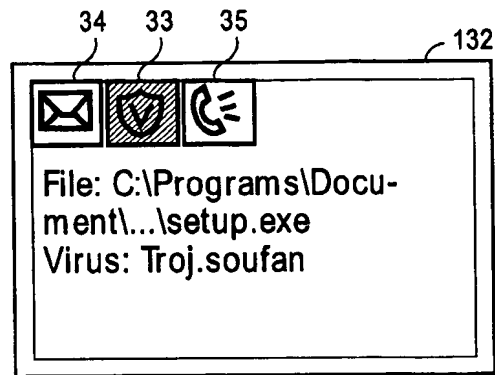 34 33 35
132
V
File: C:\Programs\Docu-
ment\...\setup.exe
Virus: Troj.soufan